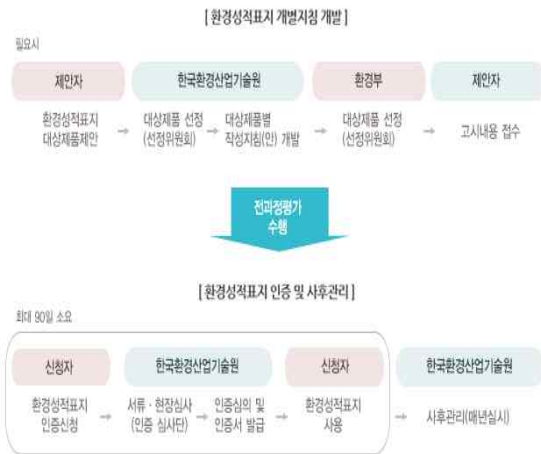 [ 환경성적표지 개별지침 개발 ]
필요시
제안자
한국환경산업기술원
환경부
제안자
환경성적표지
대상제품제안
→
대상제품 선정
(선정위원회)
→
대상제품별
작성지침(안) 개발
→
대상제품 선정
(선정위원회)
→
고시내용 접수
전과정평가
수행
[ 환경성적표지 인증 및 사후관리 ]
최대 90일 소요
신청자
한국환경산업기술원
신청자
한국환경산업기술원
환경성적표지
인증신청
→
서류 · 현장심사
(인증 심사단)
→
인증심의 및
인증서 발급
→
환경성적표지
사용
→
사후관리(매년실시)